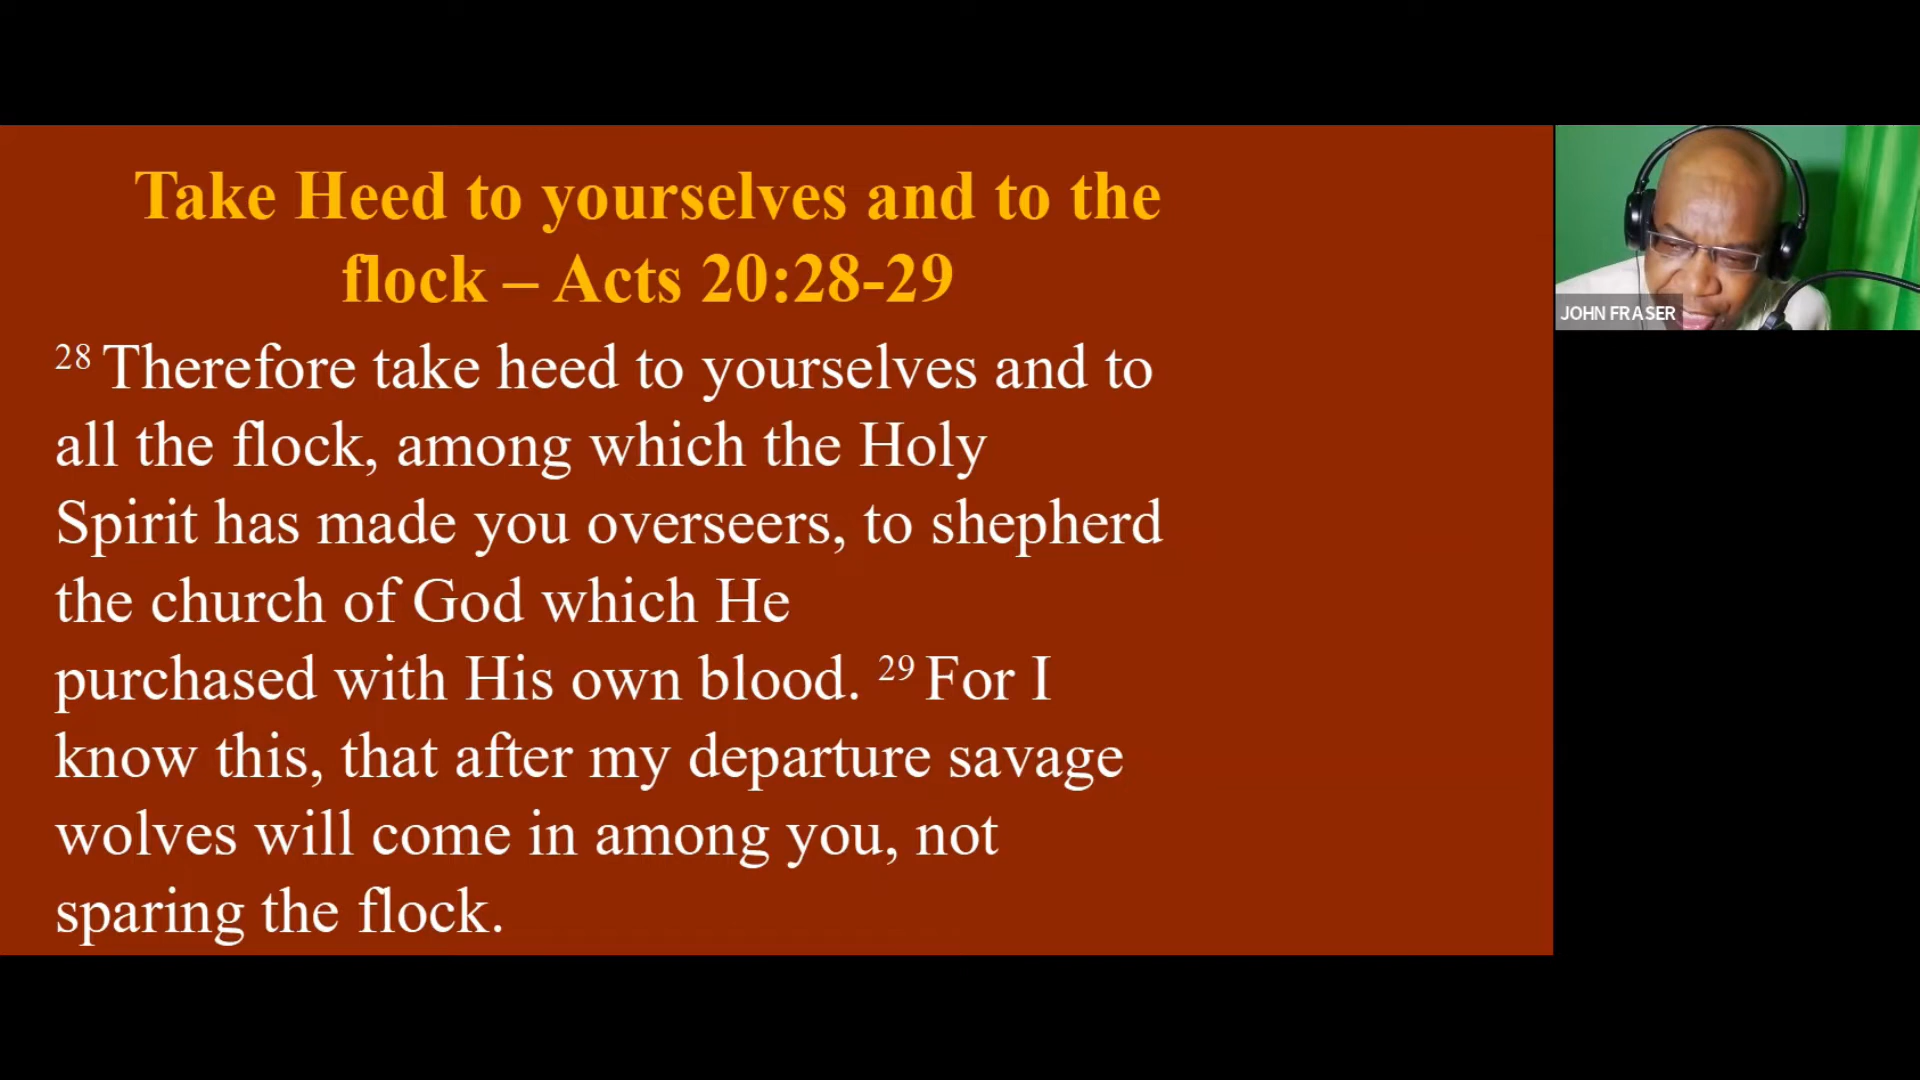 Take Heed to yourselves and to the
flock – Acts 20:28-29
28 Therefore take heed to yourselves and to
all the flock, among which the Holy
Spirit has made you overseers, to shepherd
the church of God which He
purchased with His own blood. 29 For I
know this, that after my departure savage
wolves will come in among you, not
sparing the flock.
JOHN FRASER